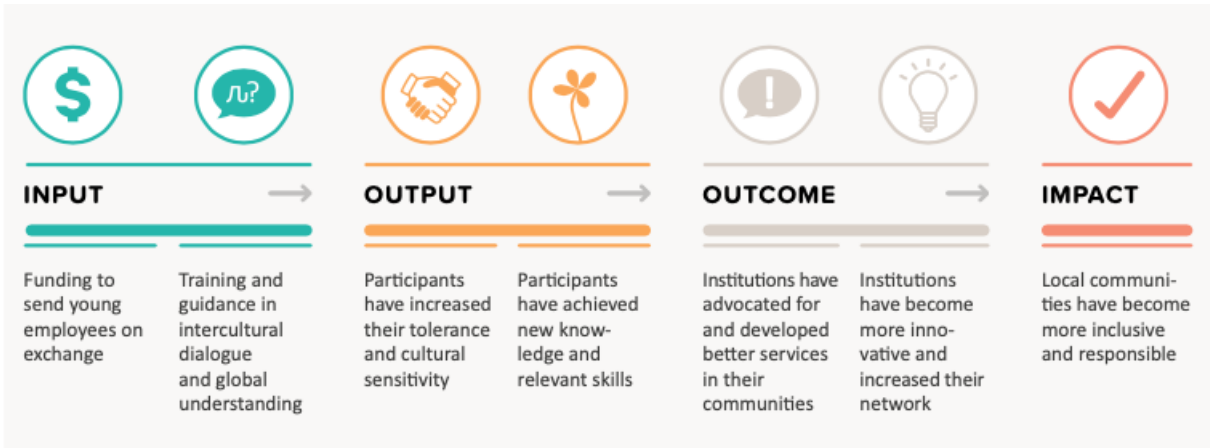 $
?
!
INPUT
OUTPUT
OUTCOME
IMPACT
Funding to
send young
employees on
exchange
Training and
guidance in
intercultural
dialogue
and global
understanding
Participants
have increased
their tolerance
and cultural
sensitivity
Participants
have achieved
new know-
ledge and
relevant skills
Institutions have
advocated for
and developed
better services
in their
communities
Institutions
have become
more inno-
vative and
increased their
network
Local communi-
ties have become
more inclusive
and responsible